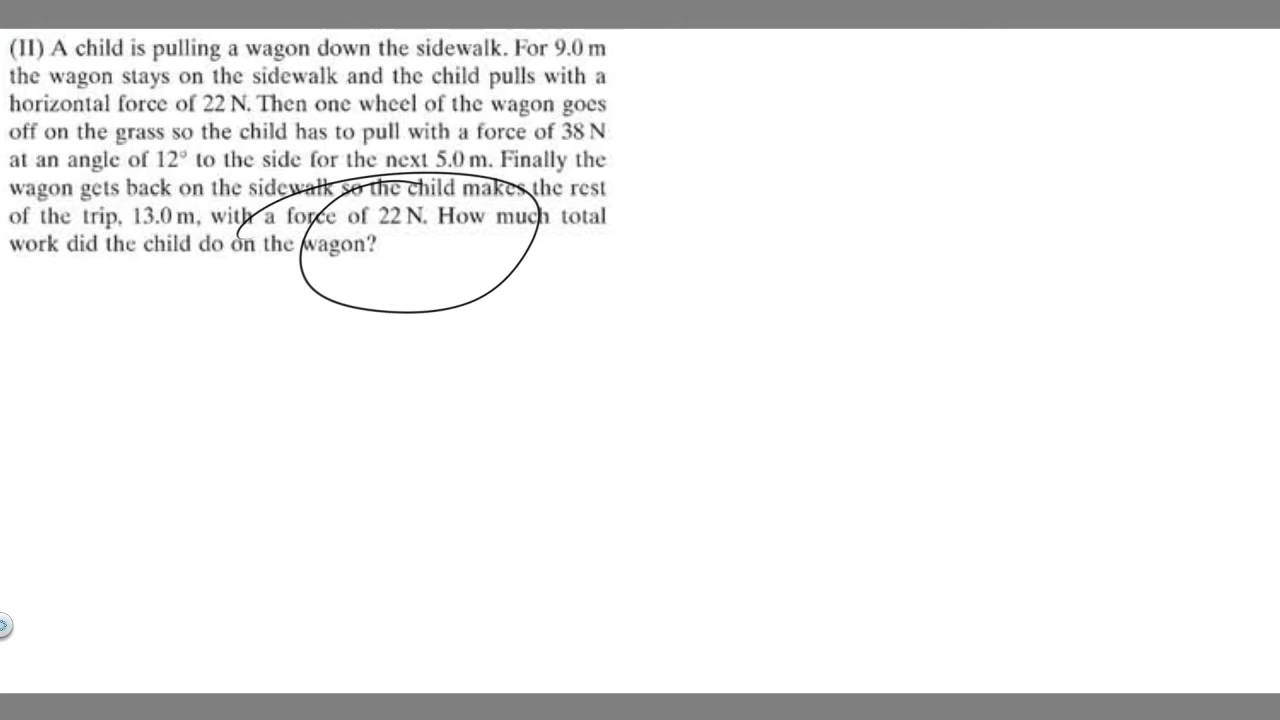 (II) A child is pulling a wagon down the sidewalk. For 9.0 m
the wagon stays on the sidewalk and the child pulls with a
horizontal force of 22 N. Then one wheel of the wagon goes
off on the grass so the child has to pull with a force of 38 N
at an angle of 12° to the side for the next 5.0 m. Finally the
wagon gets back on the sidewalk so the child makes the rest
of the trip, 13.0 m, with a force of 22 N. How much total
work did the child do on the wagon?